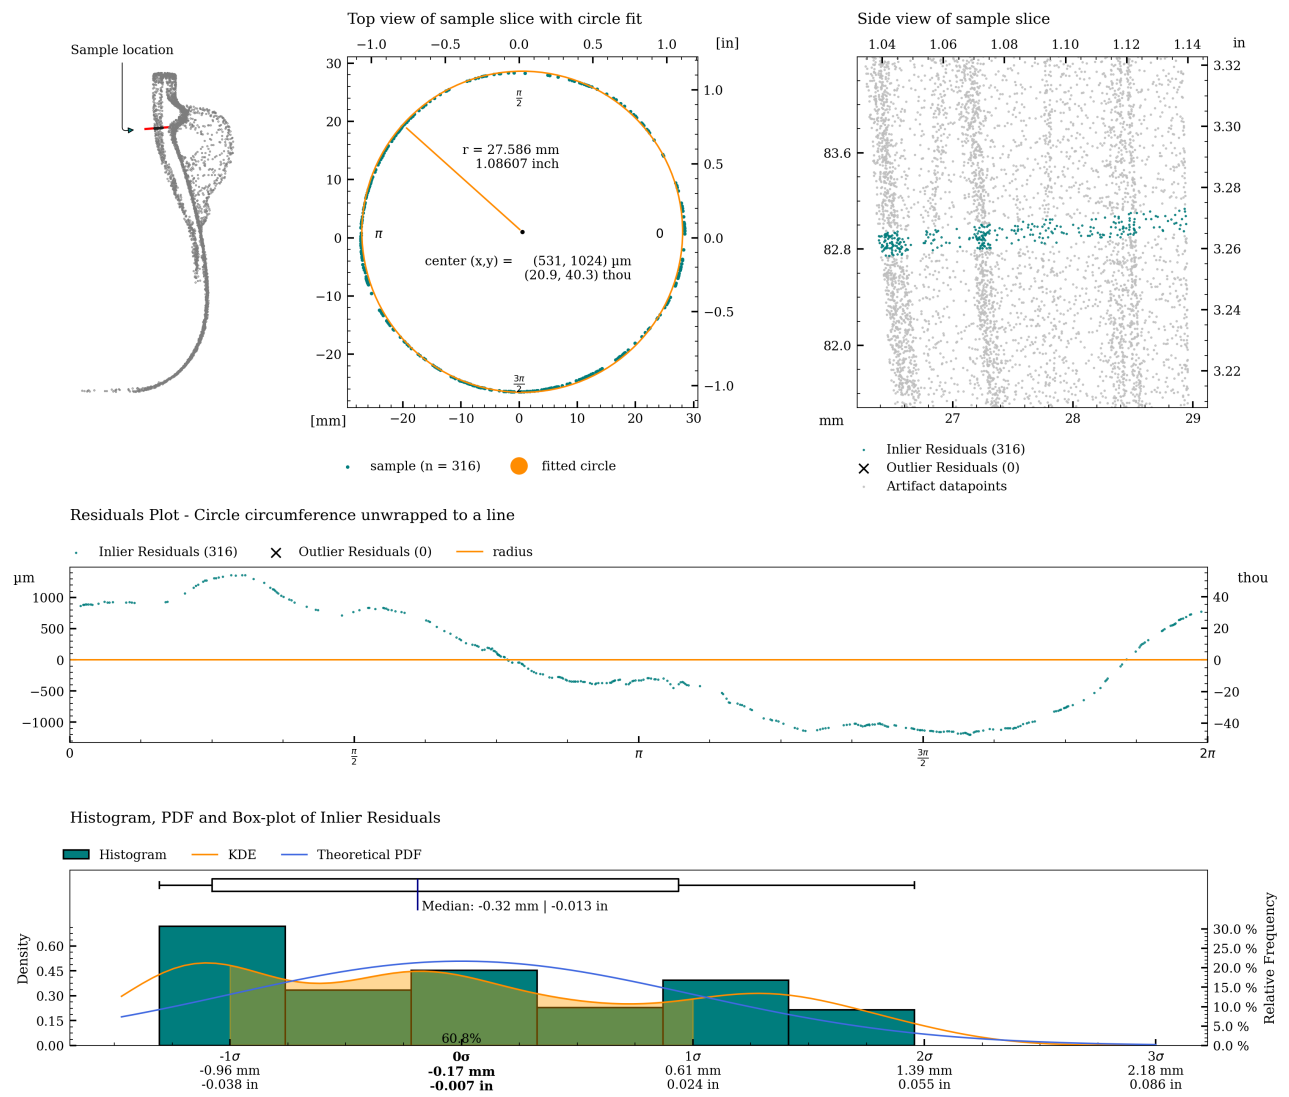 Top view of sample slice with circle fit
Side view of sample slice
Sample location
−1.0 −0.5 0.0 0.5 1.0 [in]
1.04 1.06 1.08 1.10 1.12 1.14 in
30
20
10
0
−10
−20
1.0
0.5
0.0
−0.5
−1.0
π/2
r = 27.586 mm
1.08607 inch
π
0
center (x,y) = (531, 1024) µm
(20.9, 40.3) thou
3π/2
[mm] −20 −10 0 10 20 30
83.6
82.8
82.0
3.32
3.30
3.28
3.26
3.24
3.22
mm 27 28 29
sample (n = 316) fitted circle
Inlier Residuals (316)
Outlier Residuals (0)
Artifact datapoints
Residuals Plot - Circle circumference unwrapped to a line
Inlier Residuals (316) Outlier Residuals (0) radius
µm
thou
1000
500
0
−500
−1000
40
20
0
−20
−40
0 π/2 π 3π/2 2π
Histogram, PDF and Box-plot of Inlier Residuals
Histogram KDE Theoretical PDF
Median: -0.32 mm | -0.013 in
Density
0.60
0.45
0.30
0.15
0.00
60.8%
30.0 %
25.0 %
20.0 %
15.0 %
10.0 %
5.0 %
0.0 %
Relative Frequency
-1σ 0σ 1σ 2σ 3σ
-0.96 mm -0.17 mm 0.61 mm 1.39 mm 2.18 mm
-0.038 in -0.007 in 0.024 in 0.055 in 0.086 in